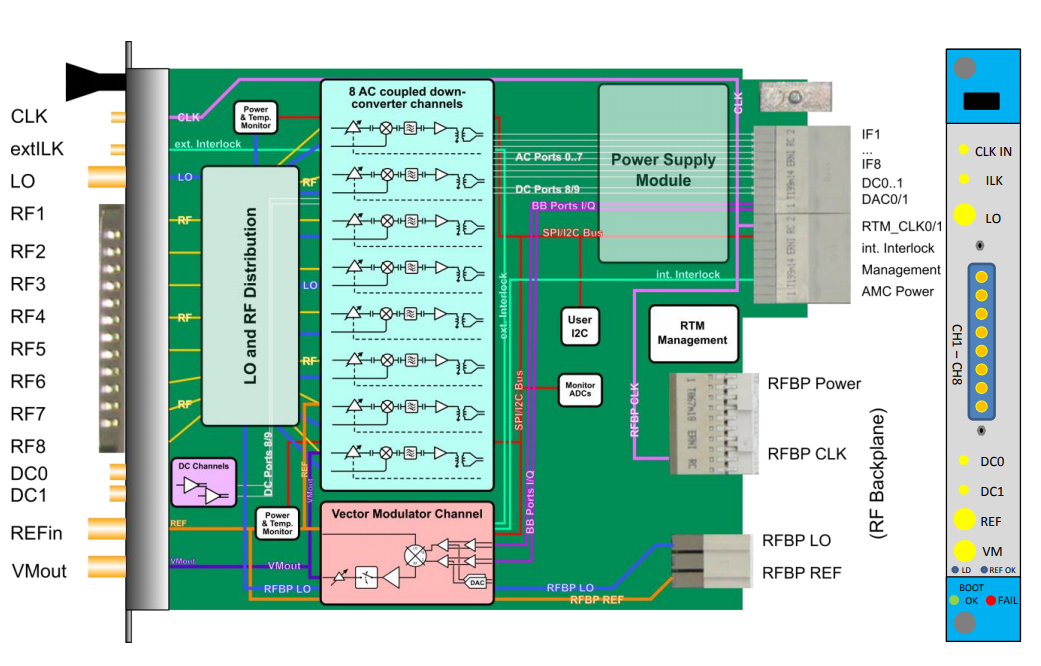 CLK
extILK
LO
RF1
RF2
RF3
RF4
RF5
RF6
RF7
RF8
DC0
DC1
REFin
VMout
CLK
ext. Interlock
LO
RF
RF
RF
REF
VMout
Power
& Temp.
Monitor
LO and RF Distribution
DC Channels
DC Ports 8/9
Power
& Temp.
Monitor
VMout
RFBP LO
RF
LO
RF
REF
VMout
8 AC coupled down-
converter channels
Vector Modulator Channel
DAC
AC Ports 0..7
DC Ports 8/9
BB Ports I/Q
SPI/I2C Bus
ext. Interlock
SPI/I2C Bus
BB Ports I/Q
Power Supply
Module
int. Interlock
User
I2C
Monitor
ADCs
RTM
Management
CLK
RFBP CLK
RFBP LO
RFBP REF
IF1
...
IF8
DC0..1
DAC0/1
RTM_CLK0/1
int. Interlock
Management
AMC Power
RFBP Power
RFBP CLK
RFBP LO
RFBP REF
(RF Backplane)
CLK IN
ILK
LO
CH1 – CH8
DC0
DC1
REF
VM
LD
REF OK
BOOT
OK
FAIL